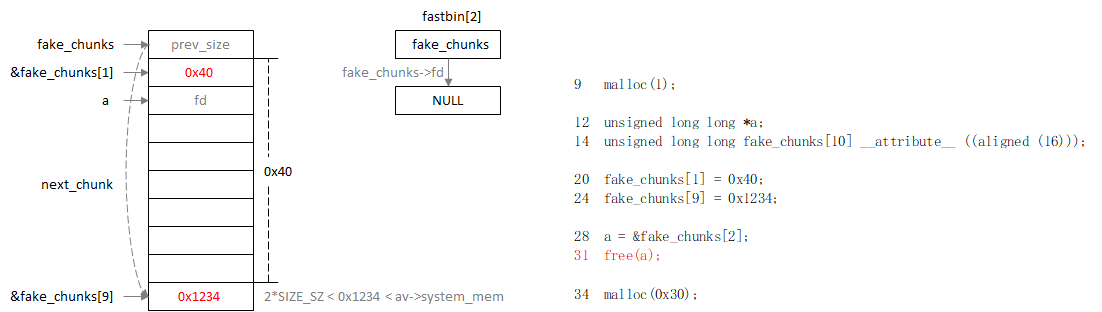 fastbin[2]
fake_chunks
prev_size
fake_chunks
&fake_chunks[1]
0x40
fake_chunks->fd
a
fd
NULL
0x40
next_chunk
&fake_chunks[9]
0x1234
2*SIZE_SZ < 0x1234 < av->system_mem
9 malloc(1);
12 unsigned long long *a;
14 unsigned long long fake_chunks[10] __attribute__ ((aligned (16)));
20 fake_chunks[1] = 0x40;
24 fake_chunks[9] = 0x1234;
28 a = &fake_chunks[2];
31 free(a);
34 malloc(0x30);